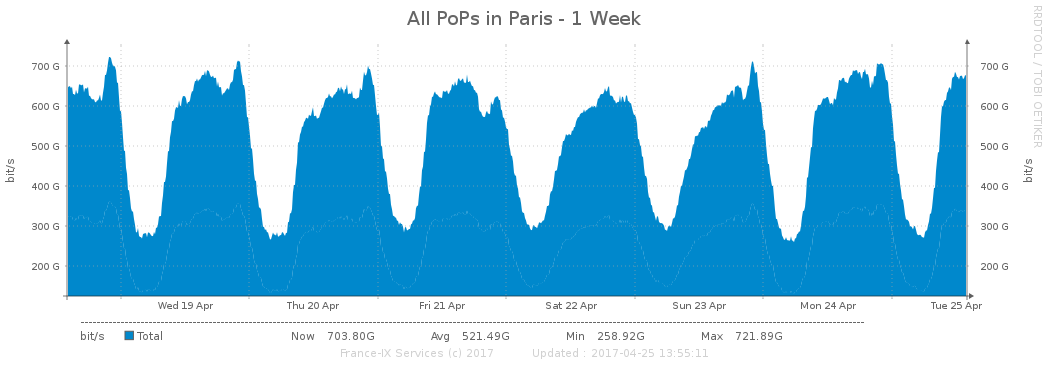 All PoPs in Paris - 1 Week
RRDTOOL / TOBI OETIKER
700 G 700 G
600 G 600 G
500 G 500 G
400 G 400 G
300 G 300 G
200 G 200 G
bit/s
bit/s
Wed 19 Apr Thu 20 Apr Fri 21 Apr Sat 22 Apr Sun 23 Apr Mon 24 Apr Tue 25 Apr
bit/s Total Now 703.80G Avg 521.49G Min 258.92G Max 721.89G
France-IX Services (c) 2017 Updated : 2017-04-25 13:55:11